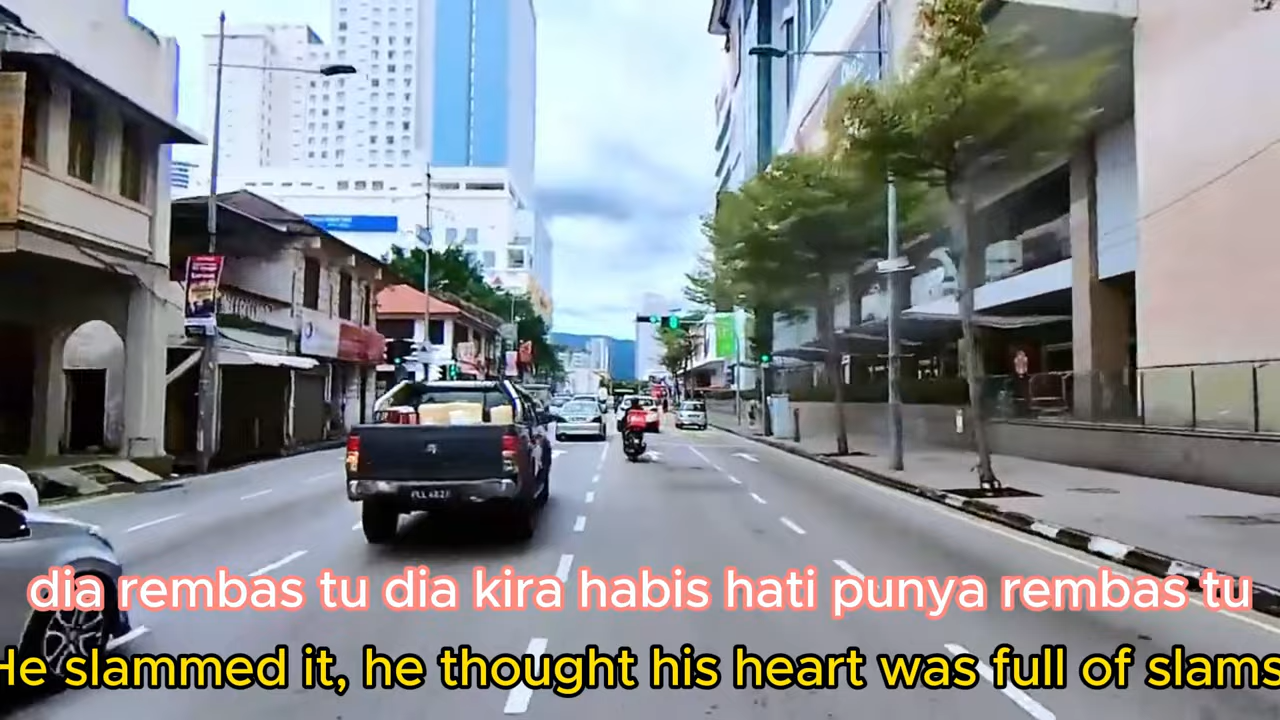 dia rembas tu dia kira habis hati punya rembas tu
He slammed it, he thought his heart was full of slams